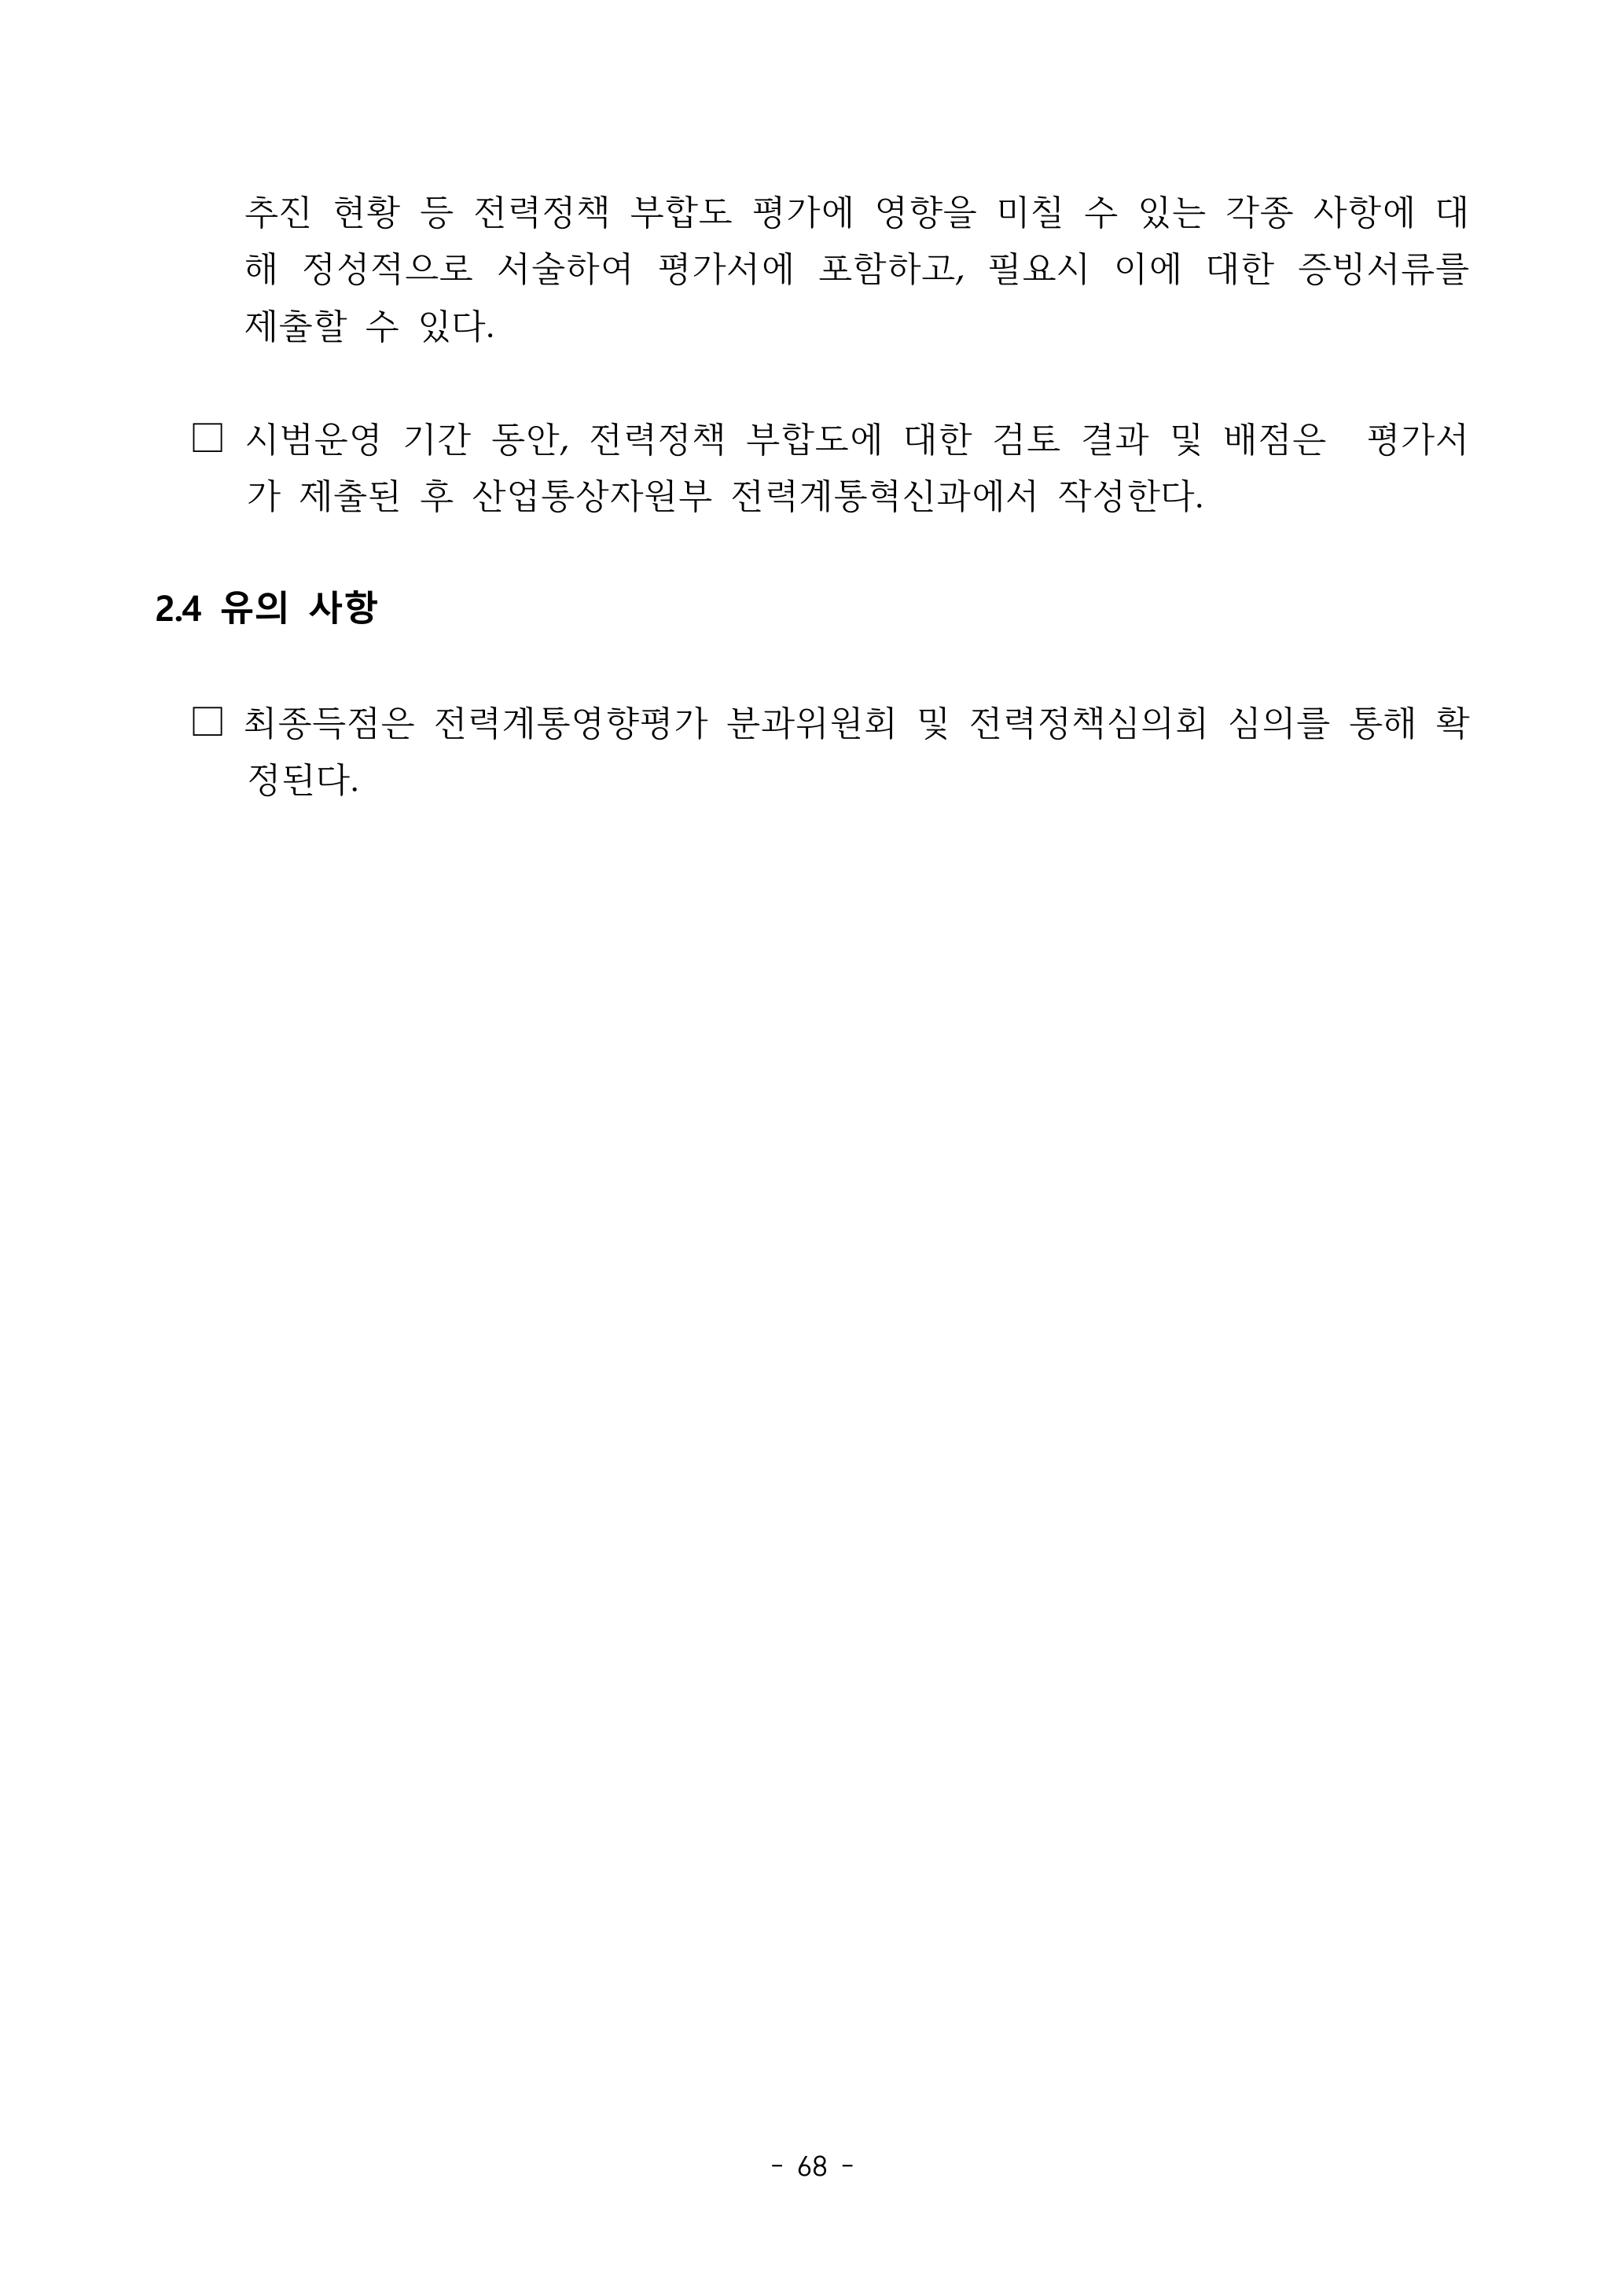 추진 현황 등 전력정책 부합도 평가에 영향을 미칠 수 있는 각종 사항에 대
해 정성적으로 서술하여 평가서에 포함하고, 필요시 이에 대한 증빙서류를
제출할 수 있다.
□ 시범운영 기간 동안, 전력정책 부합도에 대한 검토 결과 및 배점은 평가서
가 제출된 후 산업통상자원부 전력계통혁신과에서 작성한다.
2.4 유의 사항
□ 최종득점은 전력계통영향평가 분과위원회 및 전력정책심의회 심의를 통해 확
정된다.
- 68 -